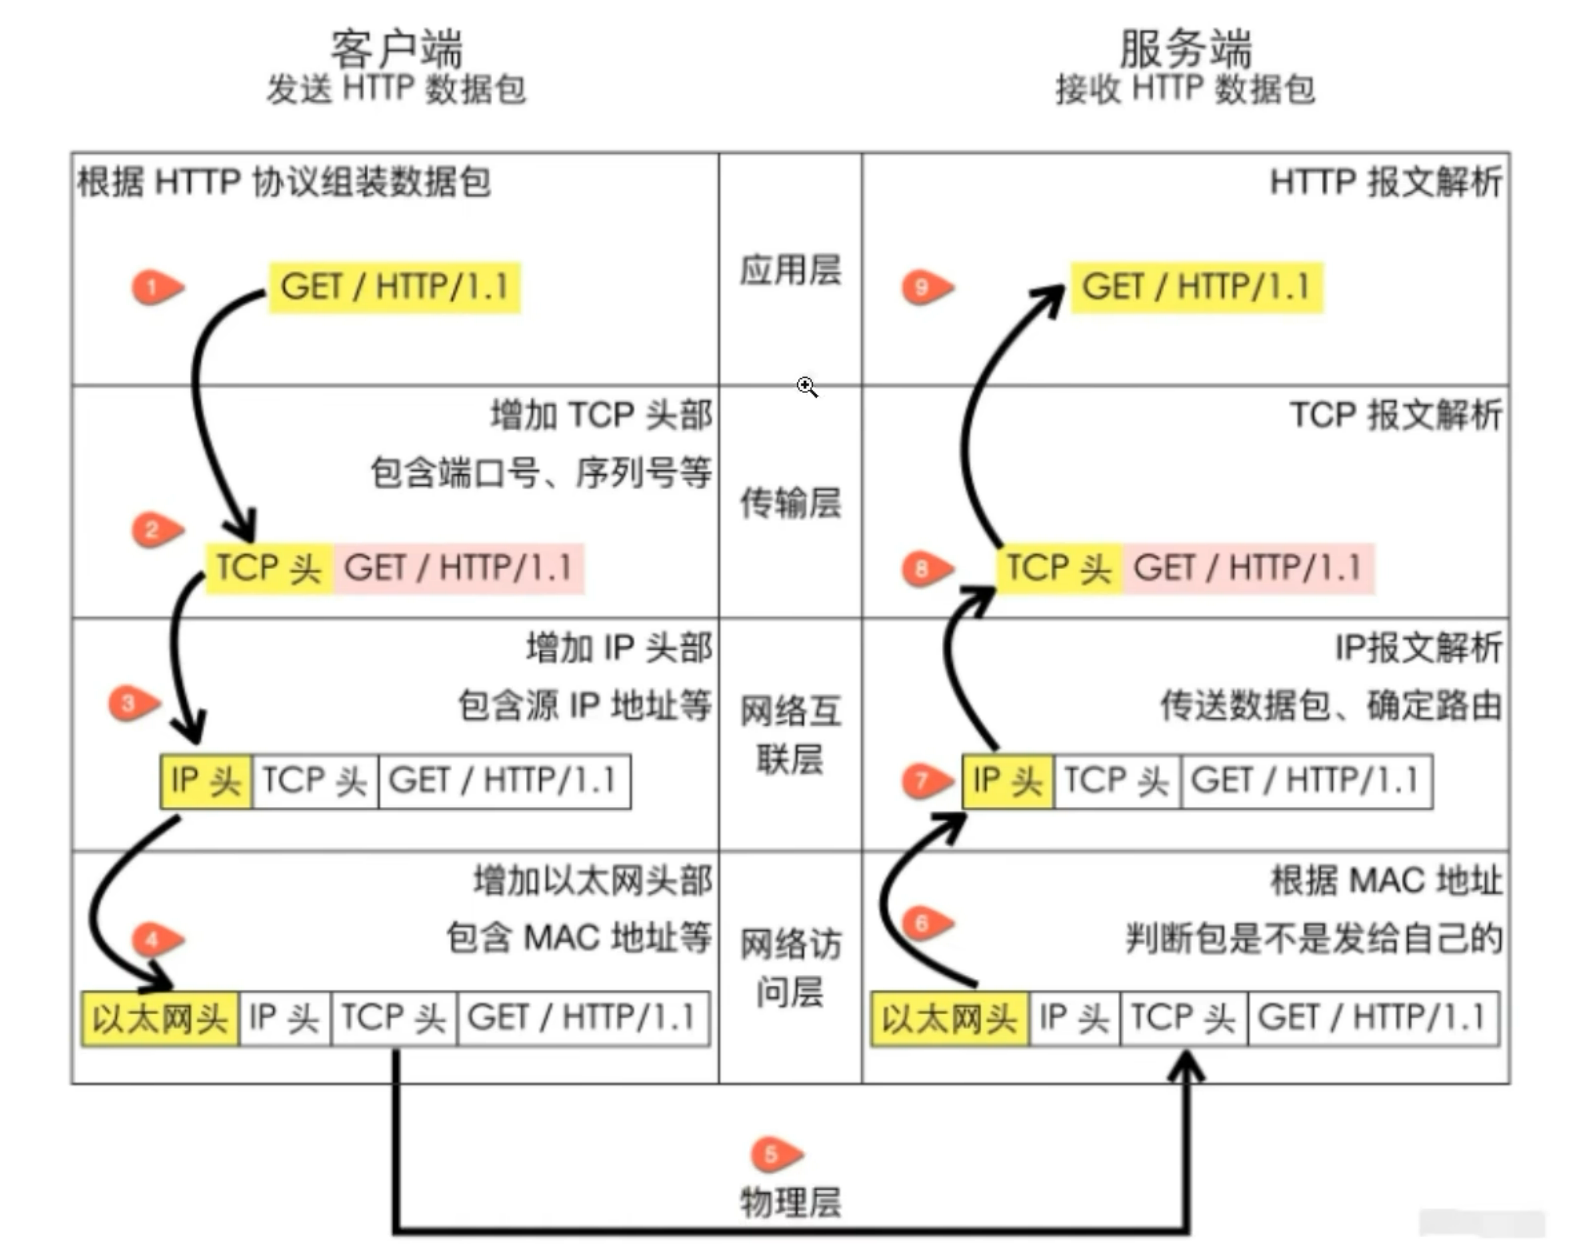 客户端
发送 HTTP 数据包
服务端
接收 HTTP 数据包
根据 HTTP 协议组装数据包
1
GET / HTTP/1.1
应用层
HTTP 报文解析
9
GET / HTTP/1.1
增加 TCP 头部
包含端口号、序列号等
2
TCP 头 GET / HTTP/1.1
传输层
TCP 报文解析
8
TCP 头 GET / HTTP/1.1
增加 IP 头部
包含源 IP 地址等
3
IP 头 TCP 头 GET / HTTP/1.1
网络互
联层
IP报文解析
传送数据包、确定路由
7
IP 头 TCP 头 GET / HTTP/1.1
增加以太网头部
包含 MAC 地址等
4
以太网头 IP 头 TCP 头 GET / HTTP/1.1
网络访
问层
根据 MAC 地址
判断包是不是发给自己的
6
以太网头 IP 头 TCP 头 GET / HTTP/1.1
5
物理层